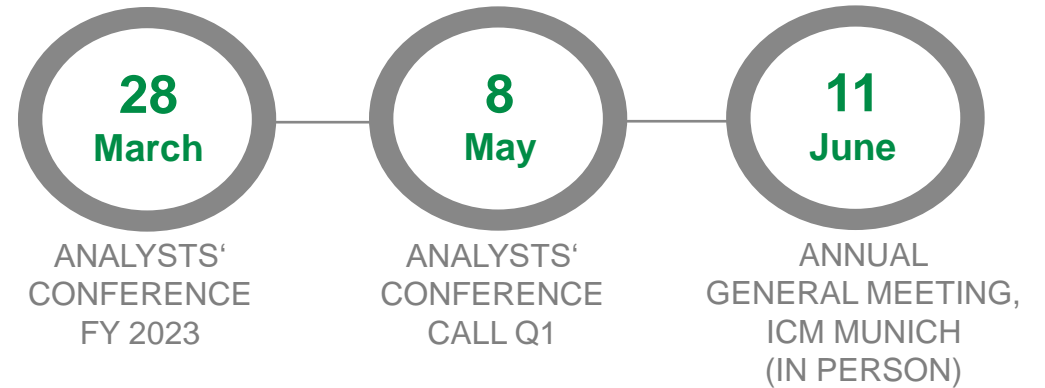 28
March
ANALYSTS‘
CONFERENCE
FY 2023
8
May
ANALYSTS‘
CONFERENCE
CALL Q1
11
June
ANNUAL
GENERAL MEETING,
ICM MUNICH
(IN PERSON)